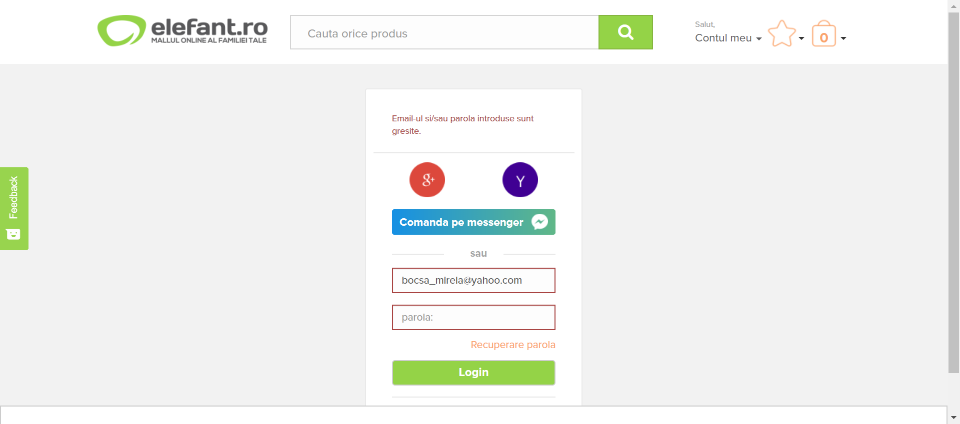 elefant.ro
MALLUL ONLINE AL FAMILIEI TALE
Cauta orice produs
Salut,
Contul meu
0
Email-ul si/sau parola introduse sunt
gresite.
g+
Y
Feedback
Comanda pe messenger
sau
bocsa_mirela@yahoo.com
parola:
Recuperare parola
Login